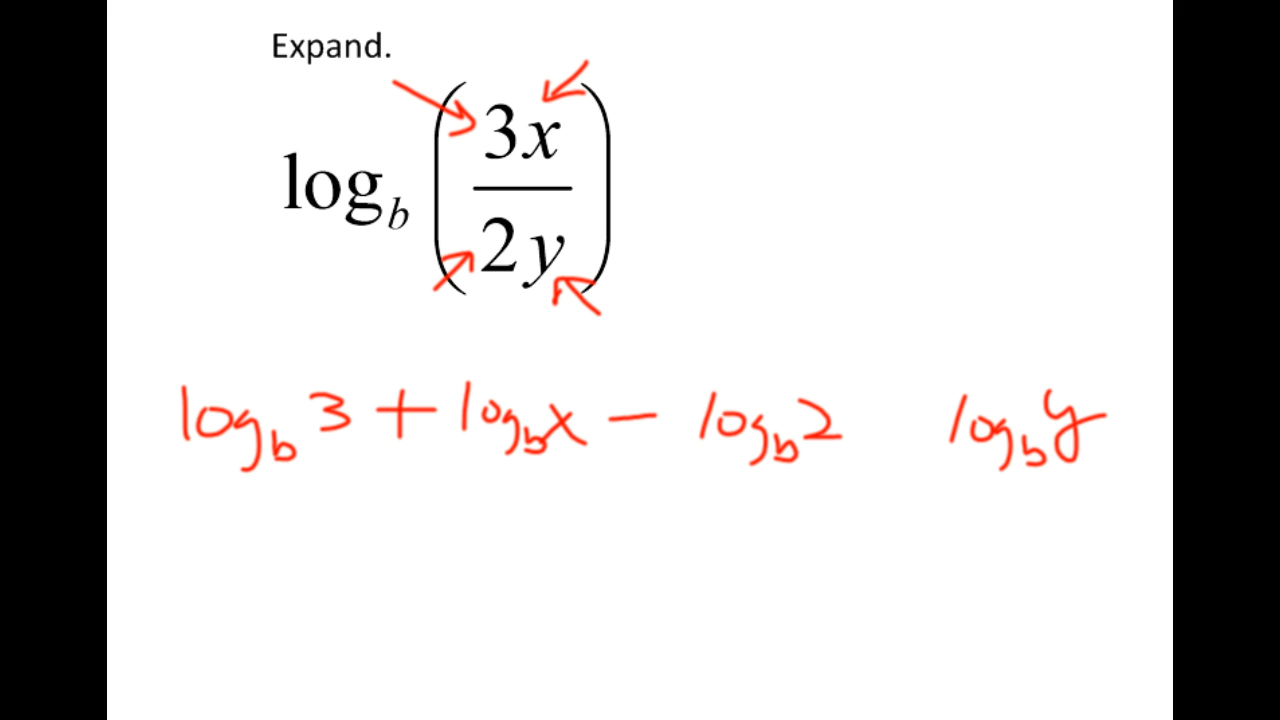 Expand.
log_b (3x / 2y)
log_b 3 + log_b x − log_b 2 log_b y